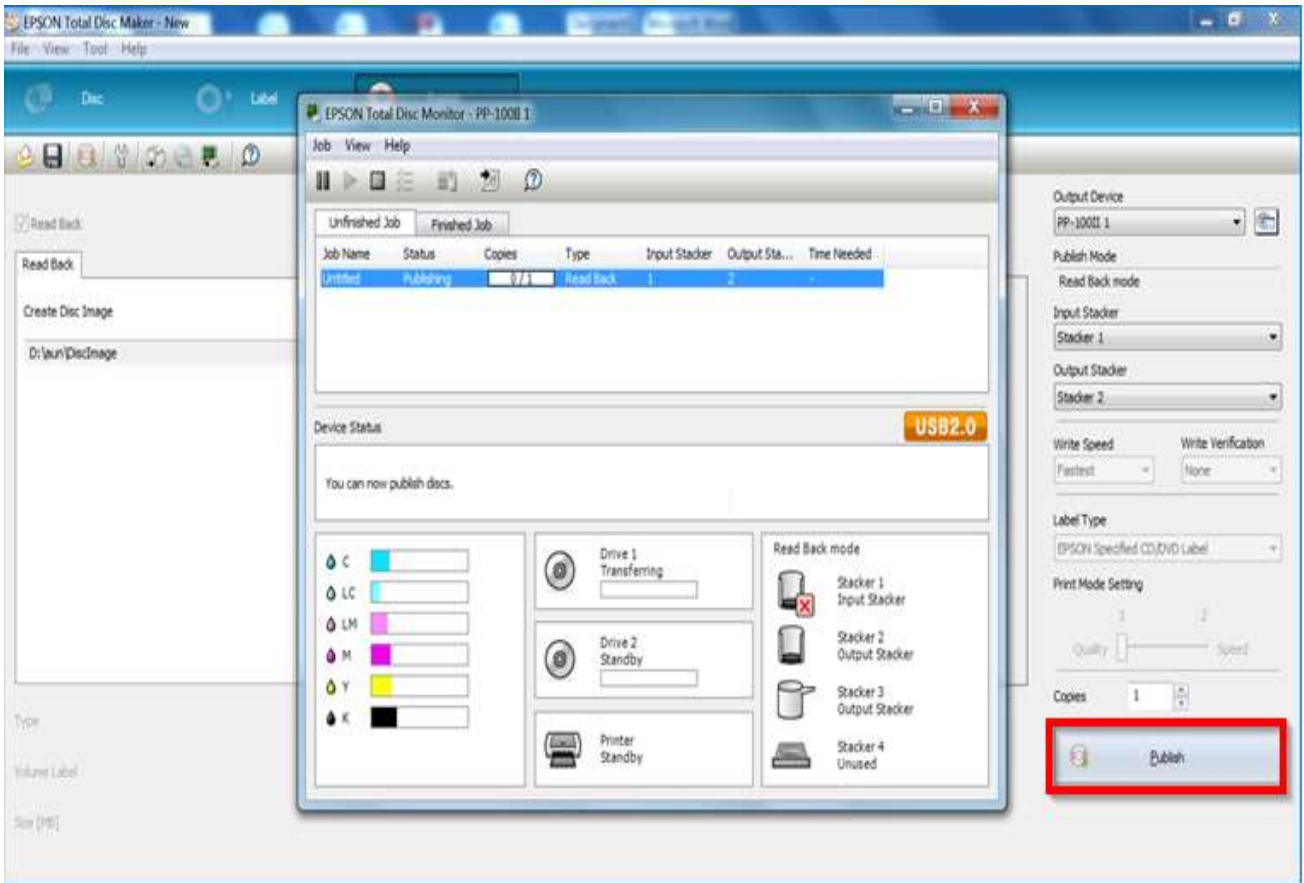 EPSON Total Disc Maker - New
File View Tool Help
Disc Label
EPSON Total Disc Monitor - PP-100II 1
Job View Help
Unfinished Job Finished Job
Job Name Status Copies Type Input Stacker Output Sta... Time Needed
Untitled Publishing 0 / 1 Read Back 1 2 -
Device Status
USB2.0
You can now publish discs.
C
LC
LM
M
Y
K
Drive 1
Transferring
Drive 2
Standby
Printer
Standby
Read Back mode
Stacker 1
Input Stacker
Stacker 2
Output Stacker
Stacker 3
Output Stacker
Stacker 4
Unused
Read Back
Read Back
Create Disc Image
D:\aun\DiscImage
Type
Volume Label
Size [MB]
Output Device
PP-100II 1
Publish Mode
Read Back mode
Input Stacker
Stacker 1
Output Stacker
Stacker 2
Write Speed Write Verification
Fastest None
Label Type
EPSON Specified CD/DVD Label
Print Mode Setting
1 2
Quality Speed
Copies 1
Publish